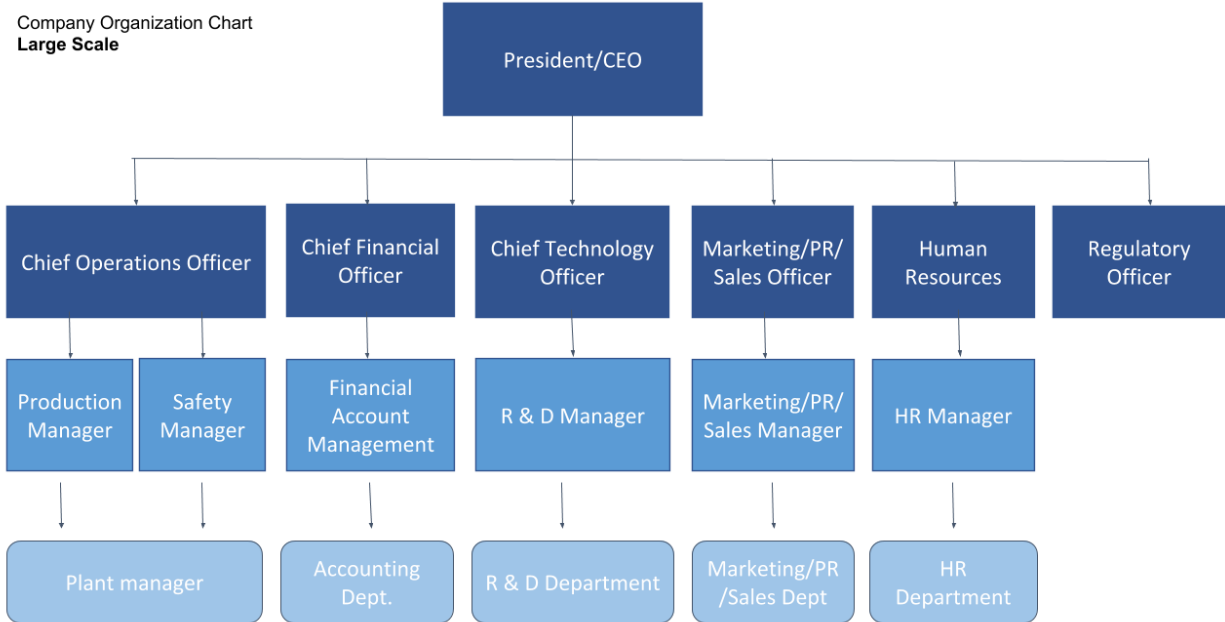 Company Organization Chart
Large Scale
President/CEO
Chief Operations Officer
Chief Financial
Officer
Chief Technology
Officer
Marketing/PR/
Sales Officer
Human
Resources
Regulatory
Officer
Production
Manager
Safety
Manager
Financial
Account
Management
R & D Manager
Marketing/PR/
Sales Manager
HR Manager
Plant manager
Accounting
Dept.
R & D Department
Marketing/PR
/Sales Dept
HR
Department